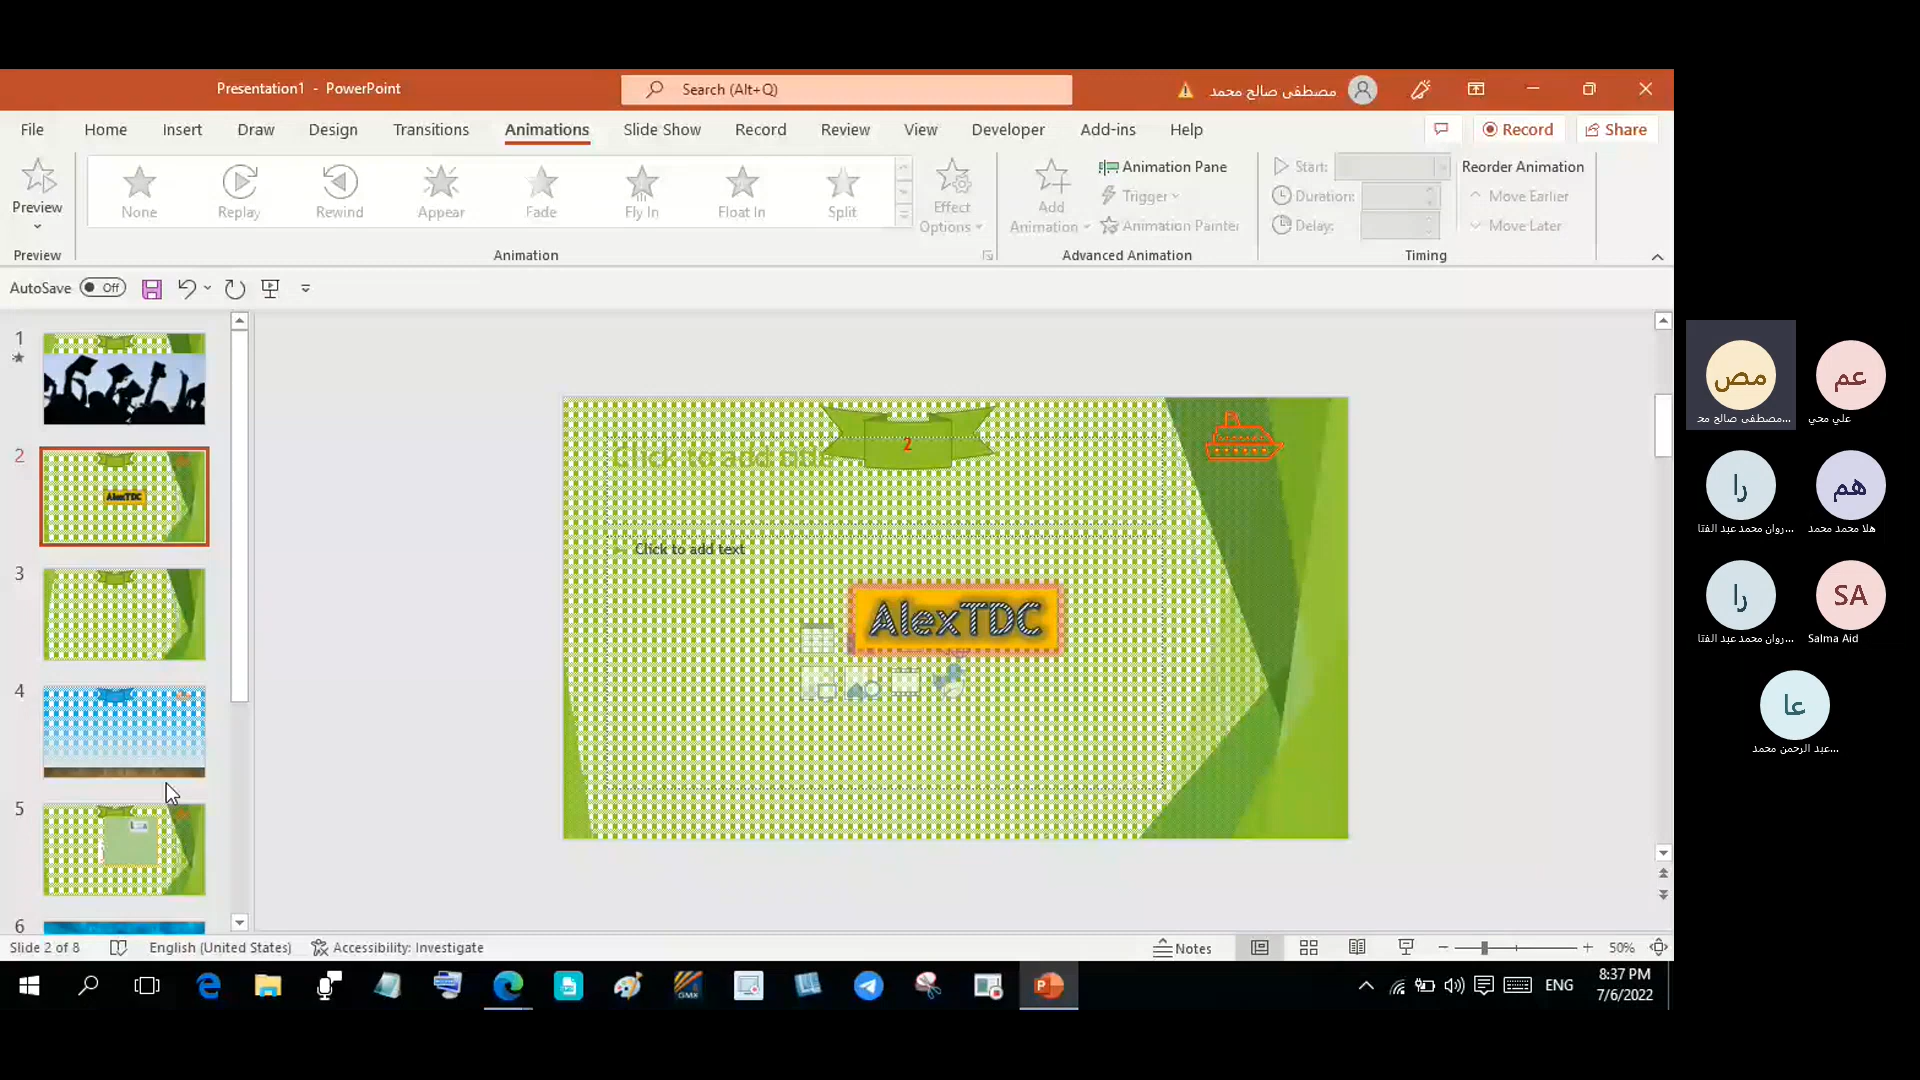 Presentation1 - PowerPoint
Search (Alt+Q)
مصطفى صالح محمد
File Home Insert Draw Design Transitions Animations Slide Show Record Review View Developer Add-ins Help
Record
Share
Preview
None Replay Rewind Appear Fade Fly In Float In Split
Effect Options
Add Animation
Animation Pane
Trigger
Animation Painter
Start:
Duration:
Delay:
Reorder Animation
Move Earlier
Move Later
Preview Animation Advanced Animation Timing
AutoSave Off
1
2
AlexTDC
3
4
5
6
2
Click to add title
Click to add text
AlexTDC
مص
مصطفى صالح مح...
عم
علي محي
را
روان محمد عبد الفتا...
هم
هلا محمد محمد
را
روان محمد عبد الفتا...
SA
Salma Aid
عا
عبد الرحمن محمد...
Slide 2 of 8 English (United States) Accessibility: Investigate Notes 50%
GMX
ENG
8:37 PM
7/6/2022